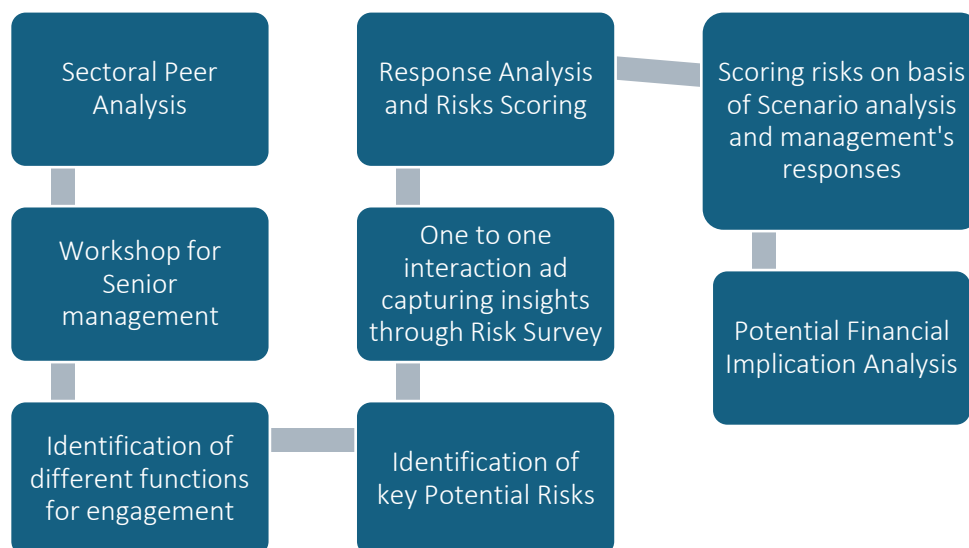 Sectoral Peer
Analysis
Workshop for
Senior
management
Identification of
different functions
for engagement
Identification of
key Potential Risks
One to one
interaction ad
capturing insights
through Risk Survey
Response Analysis
and Risks Scoring
Scoring risks on basis
of Scenario analysis
and management's
responses
Potential Financial
Implication Analysis